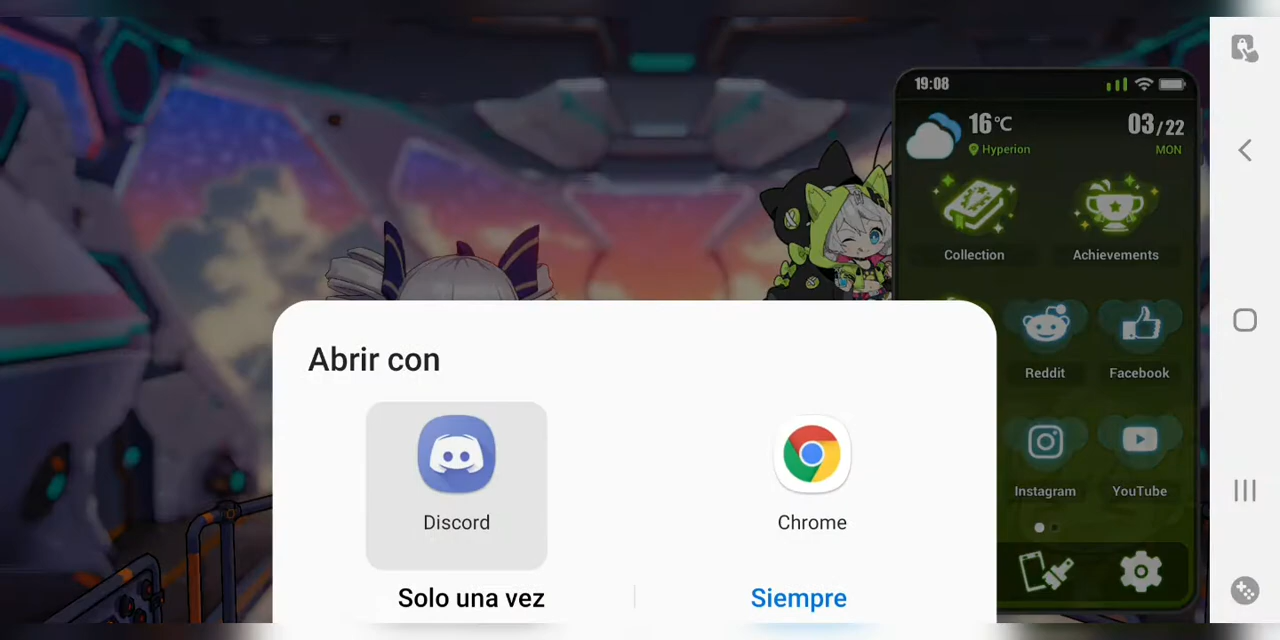 19:08
16°C
03/22
Hyperion
MON
Collection
Achievements
Abrir con
Reddit
Facebook
Discord
Chrome
Instagram
YouTube
Solo una vez
Siempre